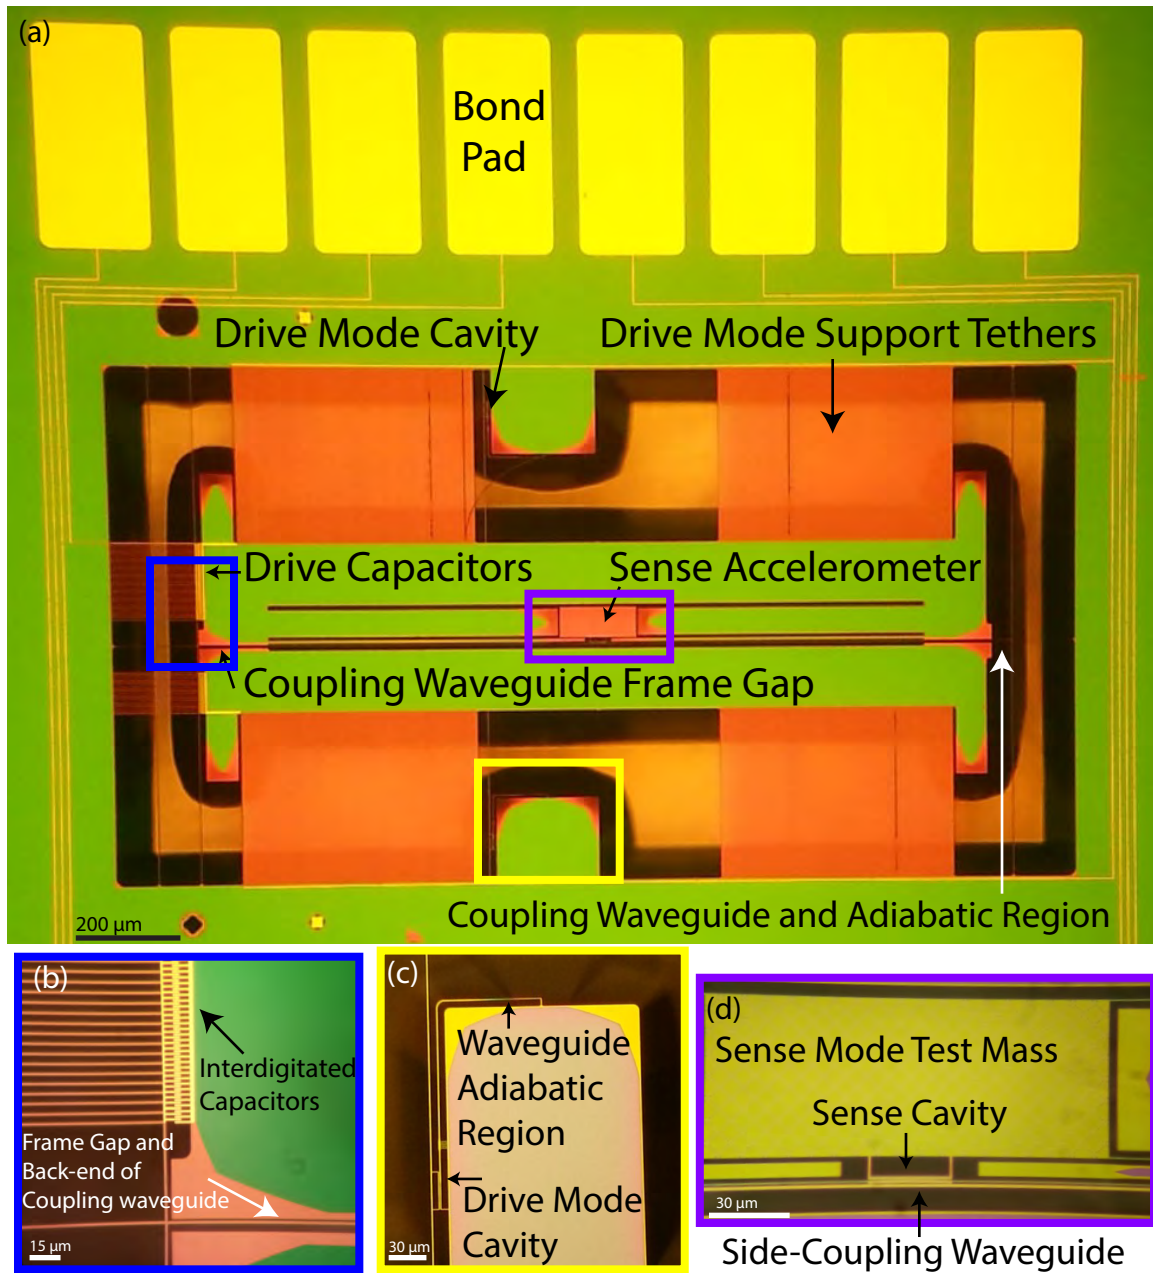 (a)
Bond
Pad
Drive Mode Cavity
Drive Mode Support Tethers
Drive Capacitors
Sense Accelerometer
Coupling Waveguide Frame Gap
Coupling Waveguide and Adiabatic Region
200 μm
(b)
Interdigitated
Capacitors
Frame Gap and
Back-end of
Coupling waveguide
15 μm
(c)
Waveguide
Adiabatic
Region
Drive Mode
Cavity
30 μm
(d)
Sense Mode Test Mass
Sense Cavity
30 μm
Side-Coupling Waveguide